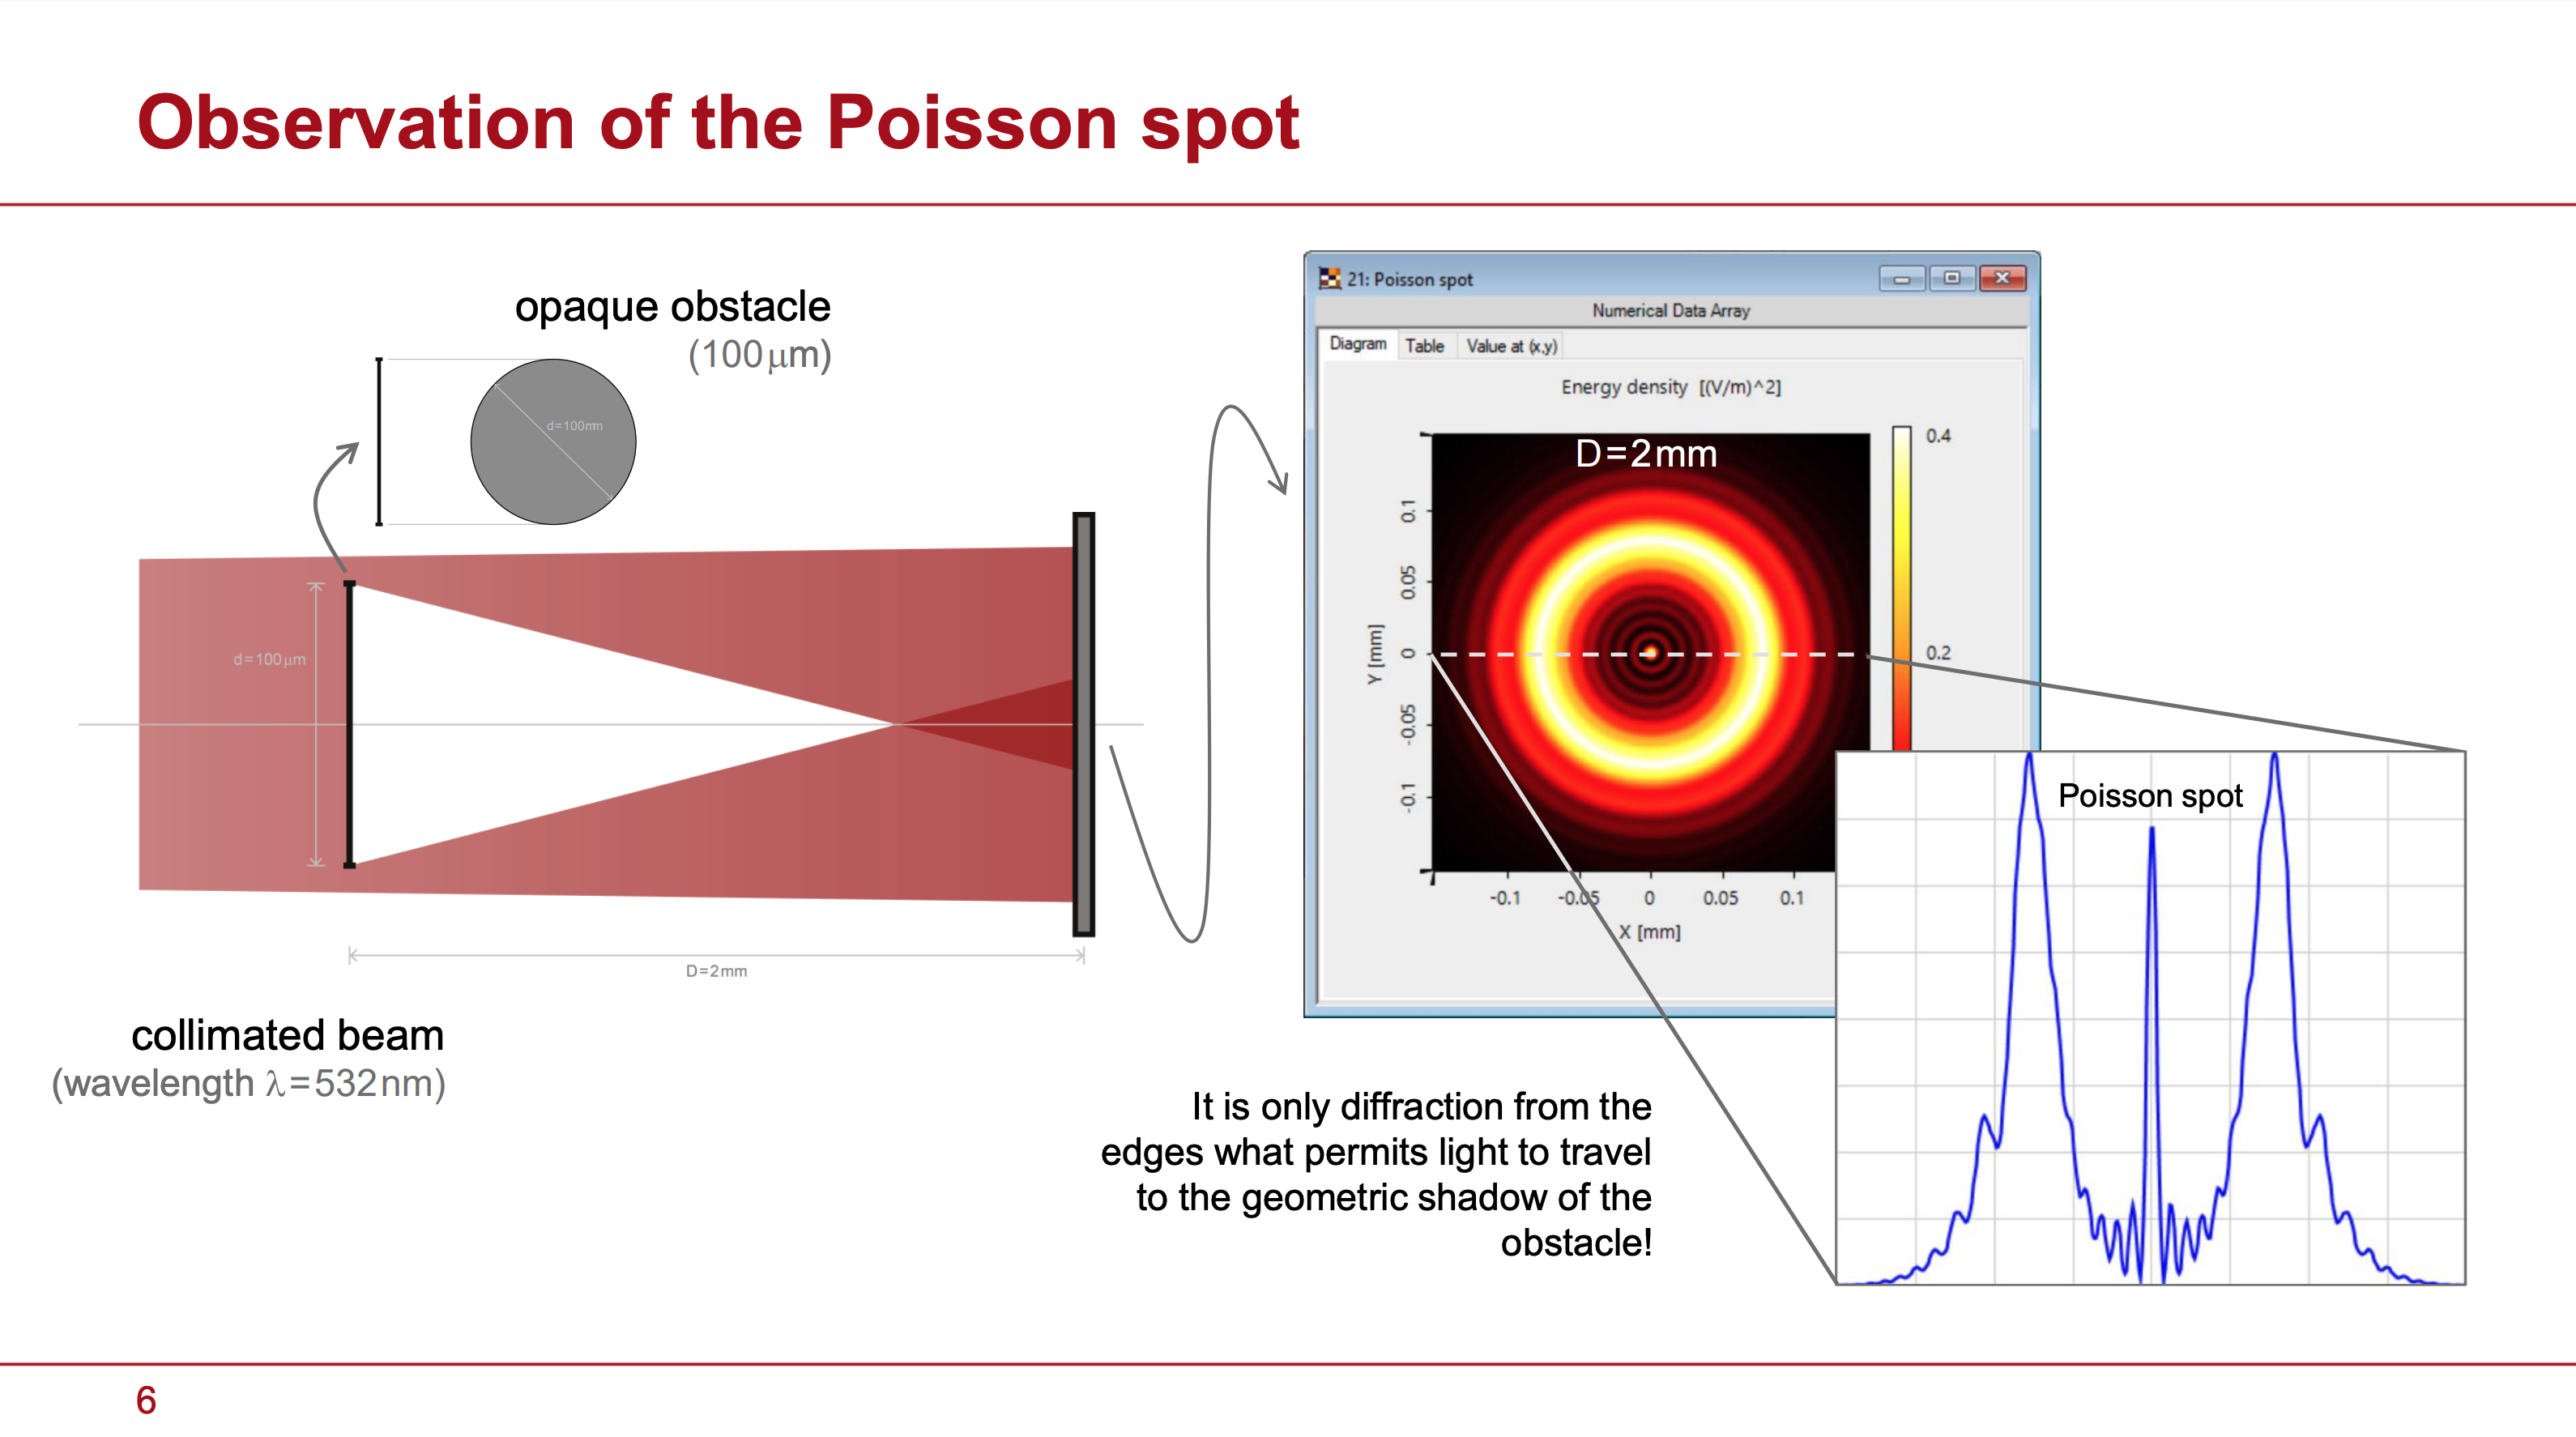 Observation of the Poisson spot
opaque obstacle
(100 μm)
d=100nm
d=100 μm
D=2mm
collimated beam
(wavelength λ=532nm)
21: Poisson spot
Numerical Data Array
Diagram
Table
Value at (x,y)
Energy density [(V/m)^2]
D=2mm
0.4
0.2
Y [mm]
0.1
0.05
0
-0.05
-0.1
-0.1
-0.05
0
0.05
0.1
X [mm]
Poisson spot
It is only diffraction from the
edges what permits light to travel
to the geometric shadow of the
obstacle!
6